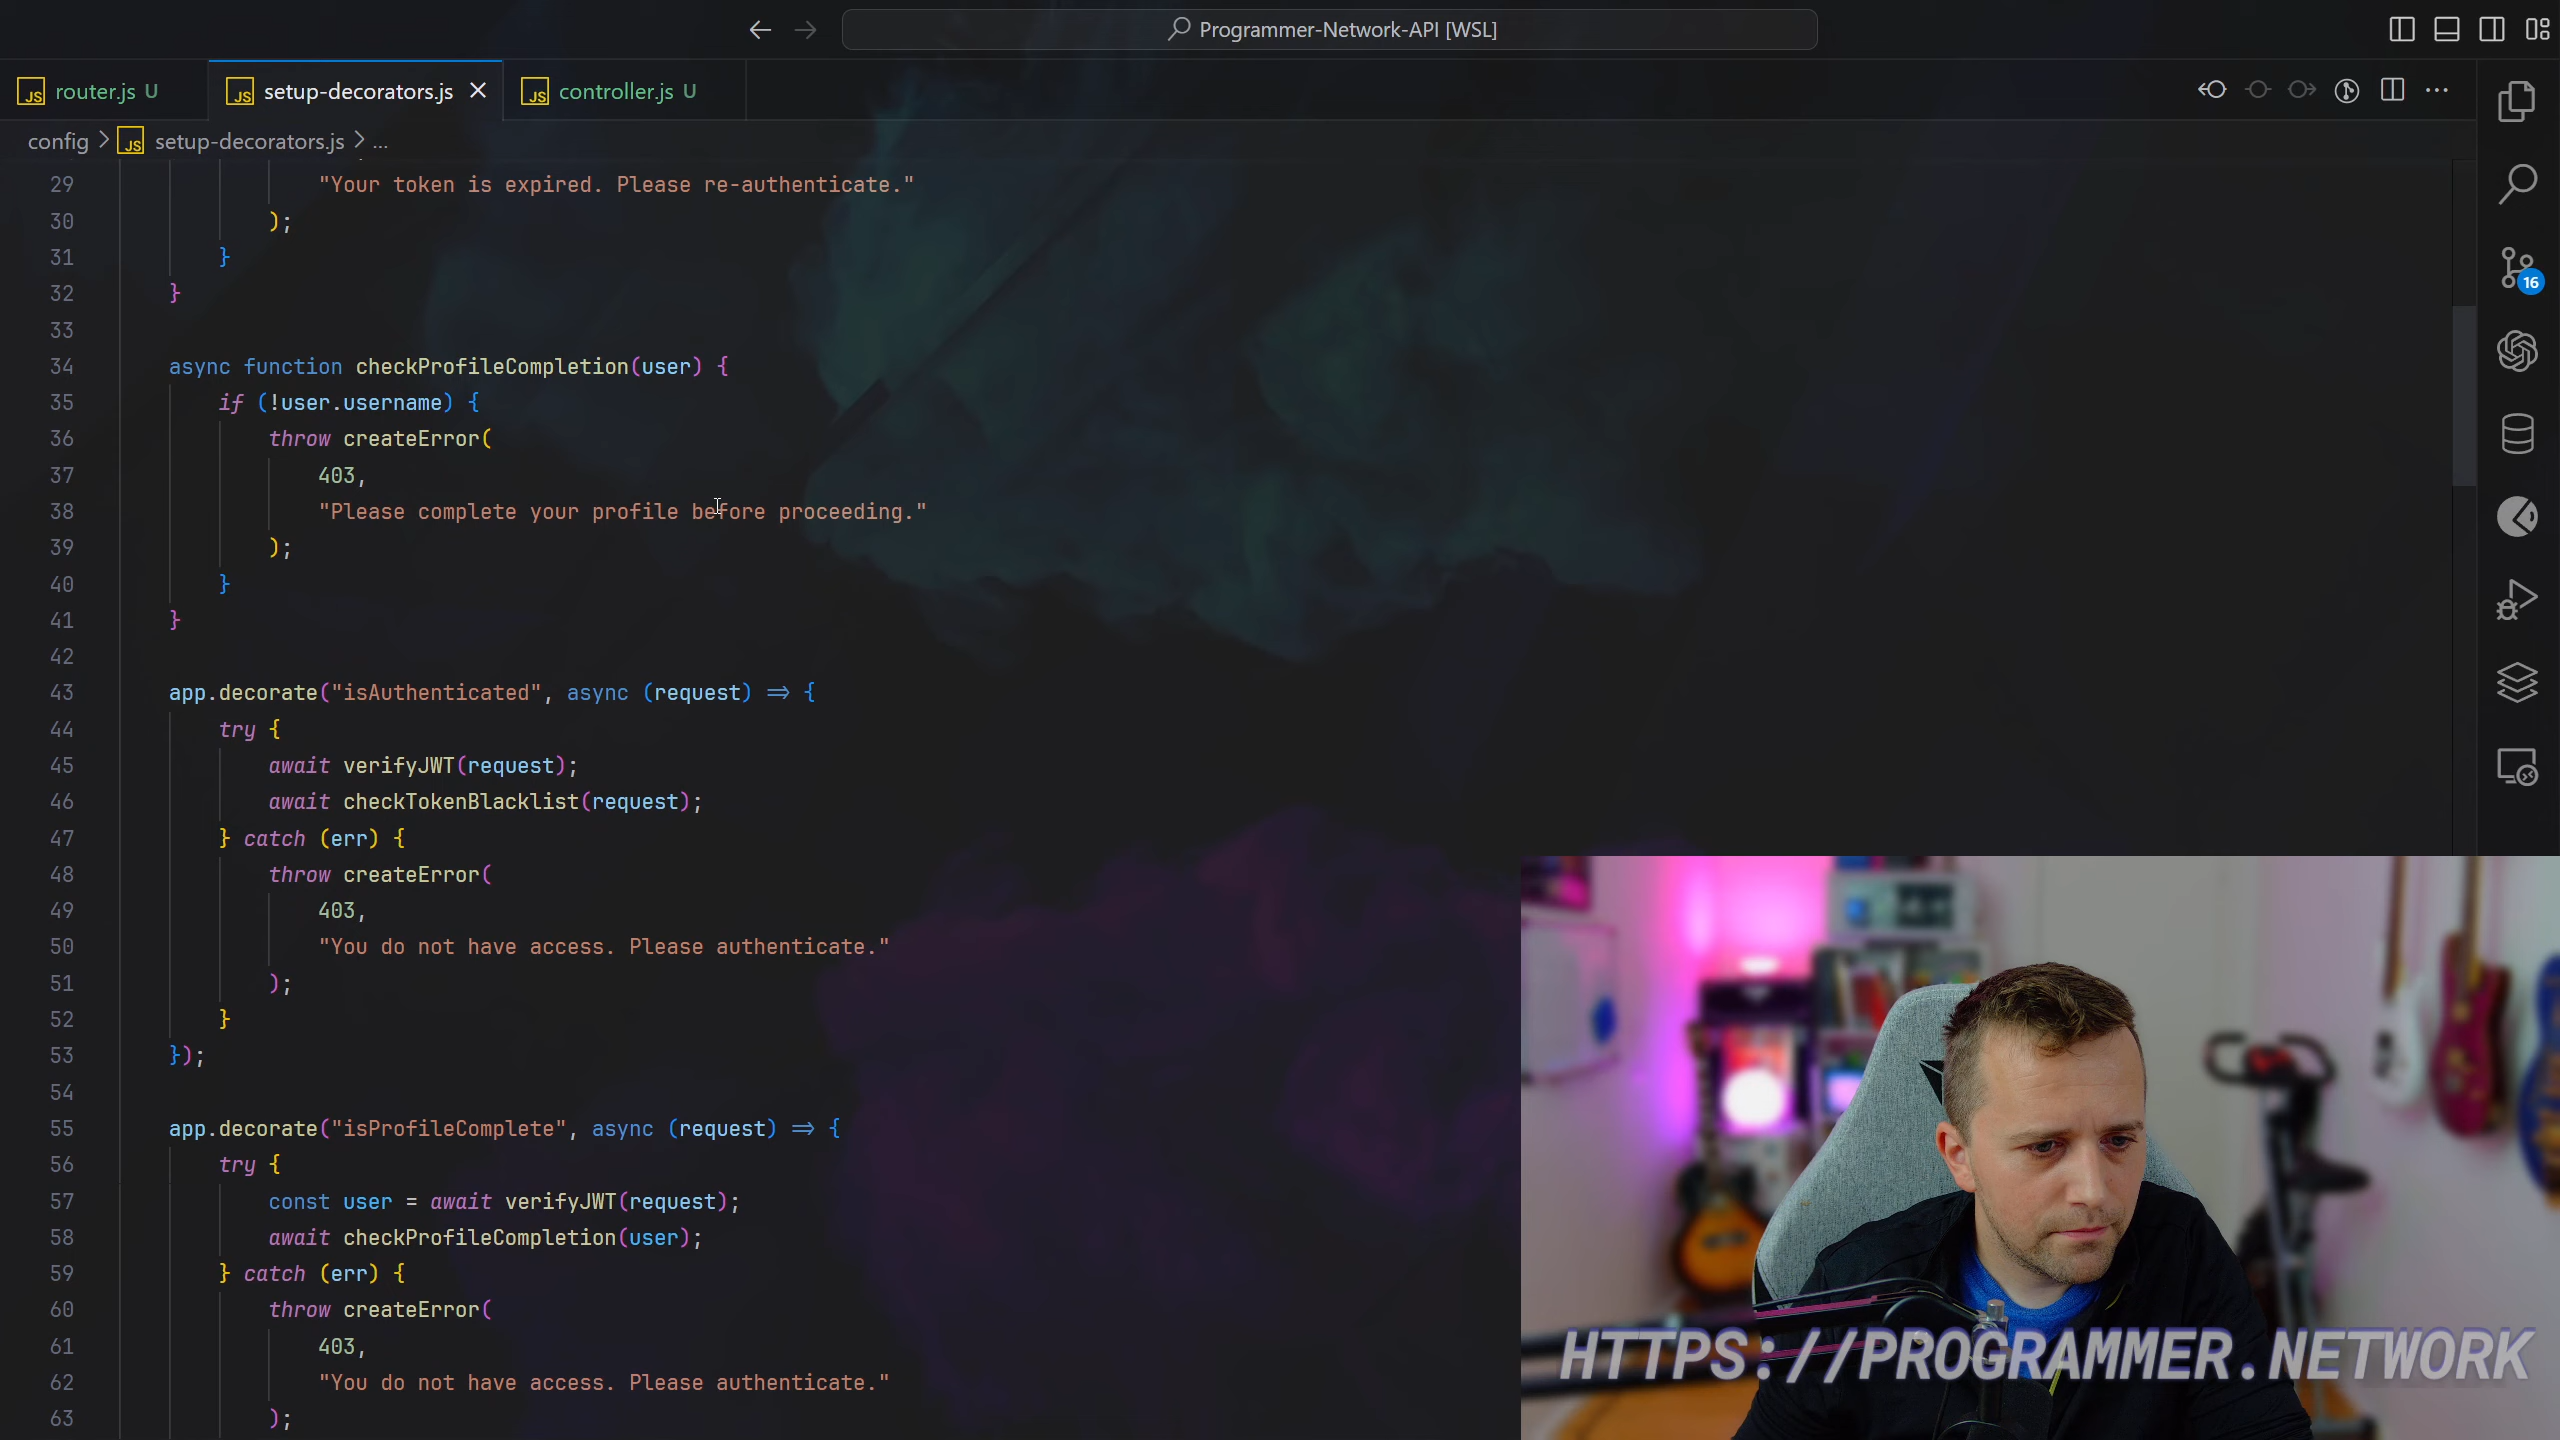 Programmer-Network-API [WSL]
JS router.js U
JS setup-decorators.js
JS controller.js U
config > JS setup-decorators.js > ...
29 "Your token is expired. Please re-authenticate."
30 );
31 }
32 }
33
34 async function checkProfileCompletion(user) {
35 if (!user.username) {
36 throw createError(
37 403,
38 "Please complete your profile before proceeding."
39 );
40 }
41 }
42
43 app.decorate("isAuthenticated", async (request) => {
44 try {
45 await verifyJWT(request);
46 await checkTokenBlacklist(request);
47 } catch (err) {
48 throw createError(
49 403,
50 "You do not have access. Please authenticate."
51 );
52 }
53 });
54
55 app.decorate("isProfileComplete", async (request) => {
56 try {
57 const user = await verifyJWT(request);
58 await checkProfileCompletion(user);
59 } catch (err) {
60 throw createError(
61 403,
62 "You do not have access. Please authenticate."
63 );
16
HTTPS://PROGRAMMER.NETWORK